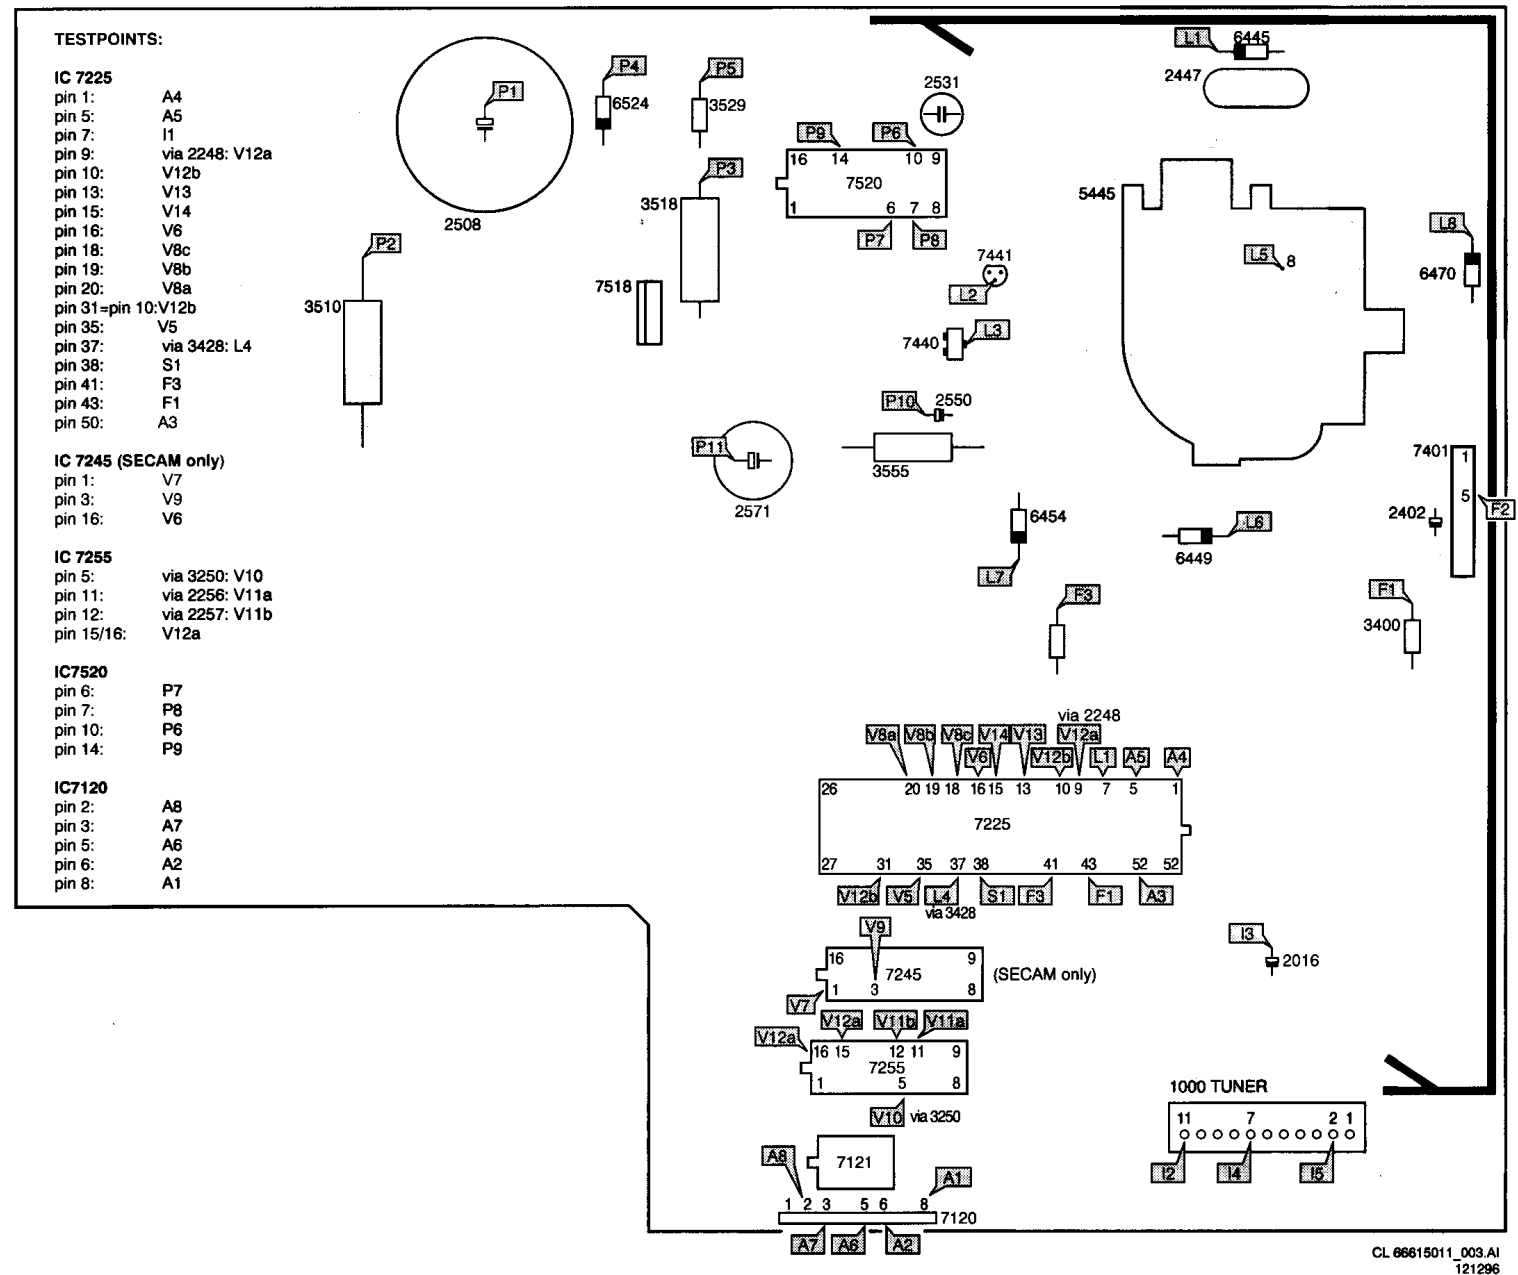 TESTPOINTS:
IC 7225
pin 1: A4
pin 5: A5
pin 7: I1
pin 9: via 2248: V12a
pin 10: V12b
pin 13: V13
pin 15: V14
pin 16: V6
pin 18: V8c
pin 19: V8b
pin 20: V8a
pin 31=pin 10:V12b
pin 35: V5
pin 37: via 3428: L4
pin 38: S1
pin 41: F3
pin 43: F1
pin 50: A3
IC 7245 (SECAM only)
pin 1: V7
pin 3: V9
pin 16: V6
IC 7255
pin 5: via 3250: V10
pin 11: via 2256: V11a
pin 12: via 2257: V11b
pin 15/16: V12a
IC7520
pin 6: P7
pin 7: P8
pin 10: P6
pin 14: P9
IC7120
pin 2: A8
pin 3: A7
pin 5: A6
pin 6: A2
pin 8: A1
P1
2508
P4
6524
P5
3529
P2
3510
P3
3518
7518
2531
P9 P6
16 14 10 9
7520
1 6 7 8
P7 P8
L1
6445
2447
5445
L5
8
L8
6470
7441
L2
7440
L3
P10
2550
3555
P11
2571
6454
L7
L6
6449
7401
1
5
F2
2402
F3
F1
3400
via 2248
V8a V8b V8c V14 V13 V12a
V6 V12b L1 A5 A4
26 20 19 18 16 15 13 10 9 7 5 1
7225
27 31 35 37 38 41 43 52 52
V12b V5 L4 S1 F3 F1 A3
via 3428
V9
16 9
7245
1 3 8
(SECAM only)
V7
V12a V12a V11b V11a
16 15 12 11 9
7255
1 5 8
V10 via 3250
7121
A8
A1
1 2 3 5 6 8
7120
A7 A6 A2
I3
2016
1000 TUNER
11 7 2 1
I2 I4 I5
CL 66615011_003.AI
121296